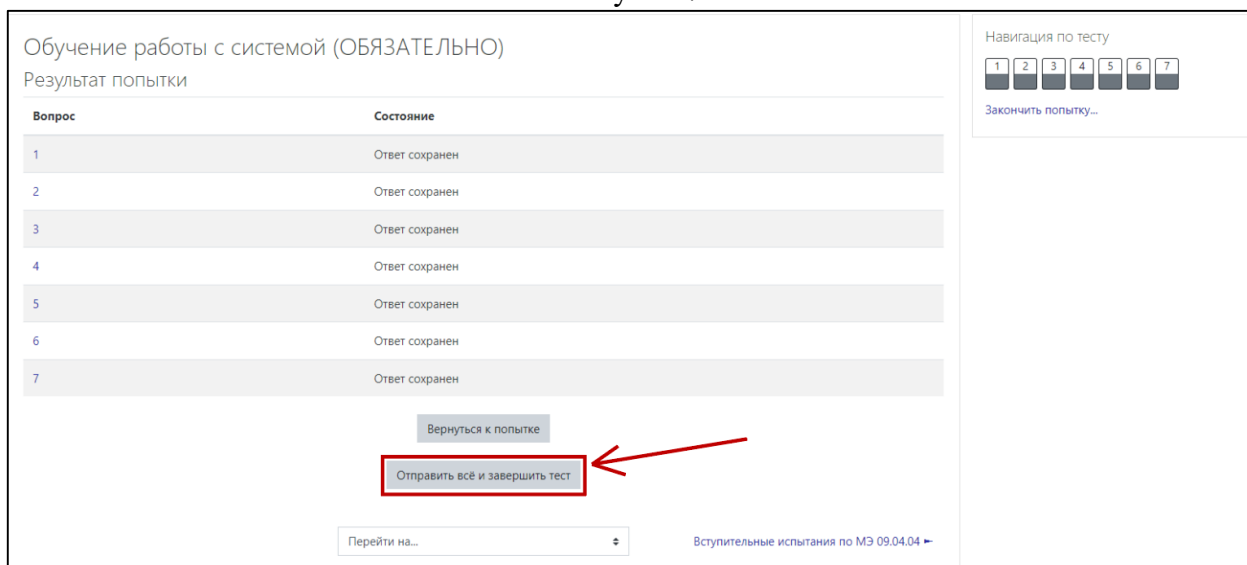 Обучение работы с системой (ОБЯЗАТЕЛЬНО)
Результат попытки
Вопрос Состояние
1 Ответ сохранен
2 Ответ сохранен
3 Ответ сохранен
4 Ответ сохранен
5 Ответ сохранен
6 Ответ сохранен
7 Ответ сохранен
Вернуться к попытке
Отправить всё и завершить тест
Перейти на...
Вступительные испытания по МЭ 09.04.04 ►
Навигация по тесту
1 2 3 4 5 6 7
Закончить попытку...